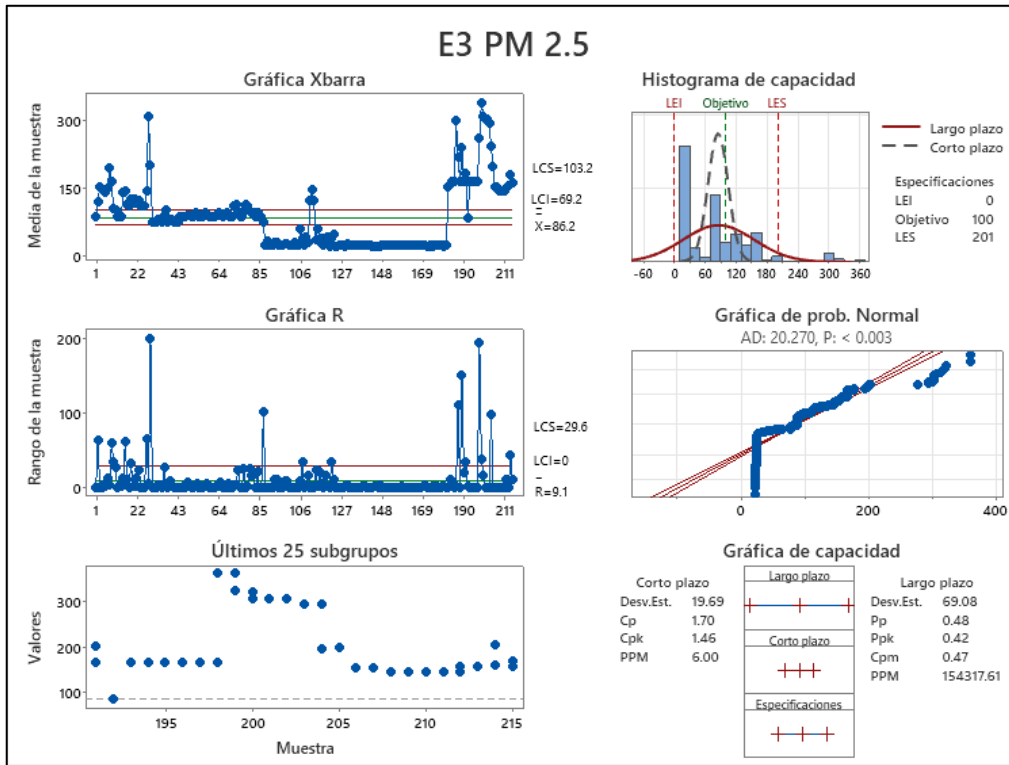 E3 PM 2.5
Gráfica Xbarra
Media de la muestra
300
150
0
1 22 43 64 85 106 127 148 169 190 211
LCS=103.2
LCI=69.2
X=86.2
Histograma de capacidad
LEI Objetivo LES
-60 0 60 120 180 240 300 360
Largo plazo
Corto plazo
Especificaciones
LEI 0
Objetivo 100
LES 201
Gráfica R
Rango de la muestra
200
100
0
1 22 43 64 85 106 127 148 169 190 211
LCS=29.6
LCI=0
R=9.1
Gráfica de prob. Normal
AD: 20.270, P: < 0.003
0 200 400
Últimos 25 subgrupos
Valores
300
200
100
195 200 205 210 215
Muestra
Gráfica de capacidad
Corto plazo
Desv.Est. 19.69
Cp 1.70
Cpk 1.46
PPM 6.00
Largo plazo
Corto plazo
Especificaciones
Largo plazo
Desv.Est. 69.08
Pp 0.48
Ppk 0.42
Cpm 0.47
PPM 154317.61